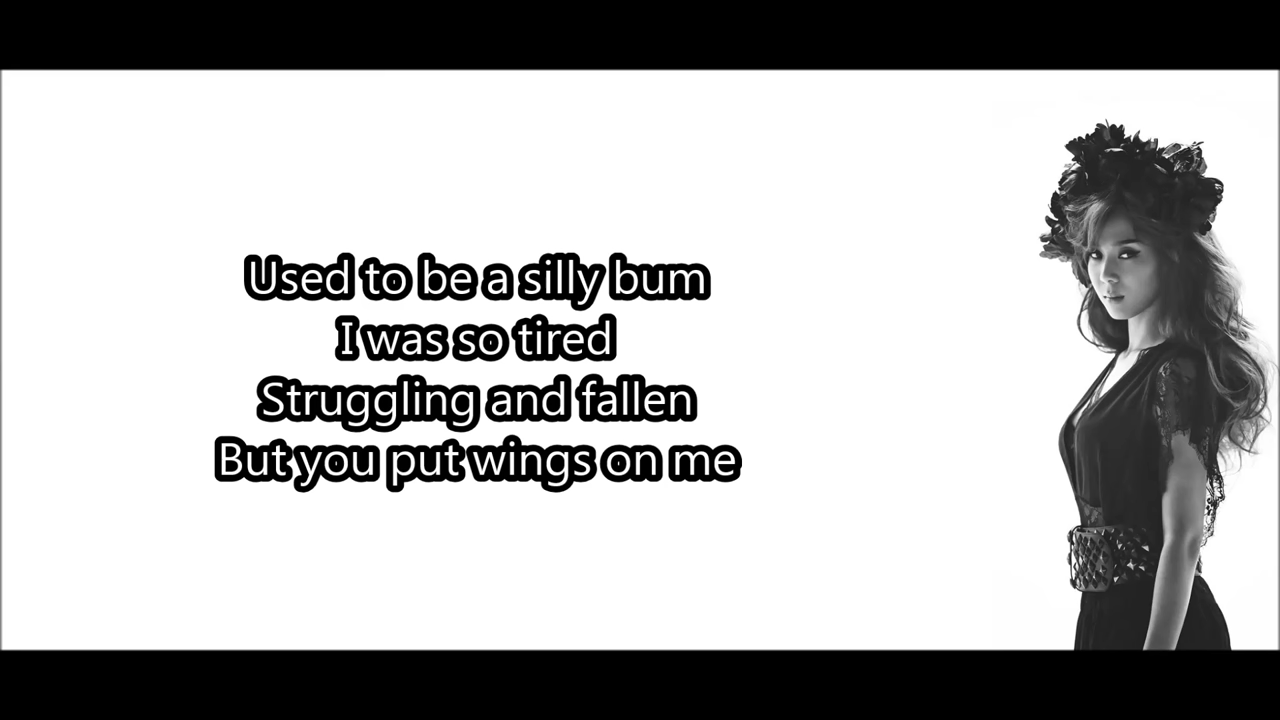 Used to be a silly bum
I was so tired
Struggling and fallen
But you put wings on me